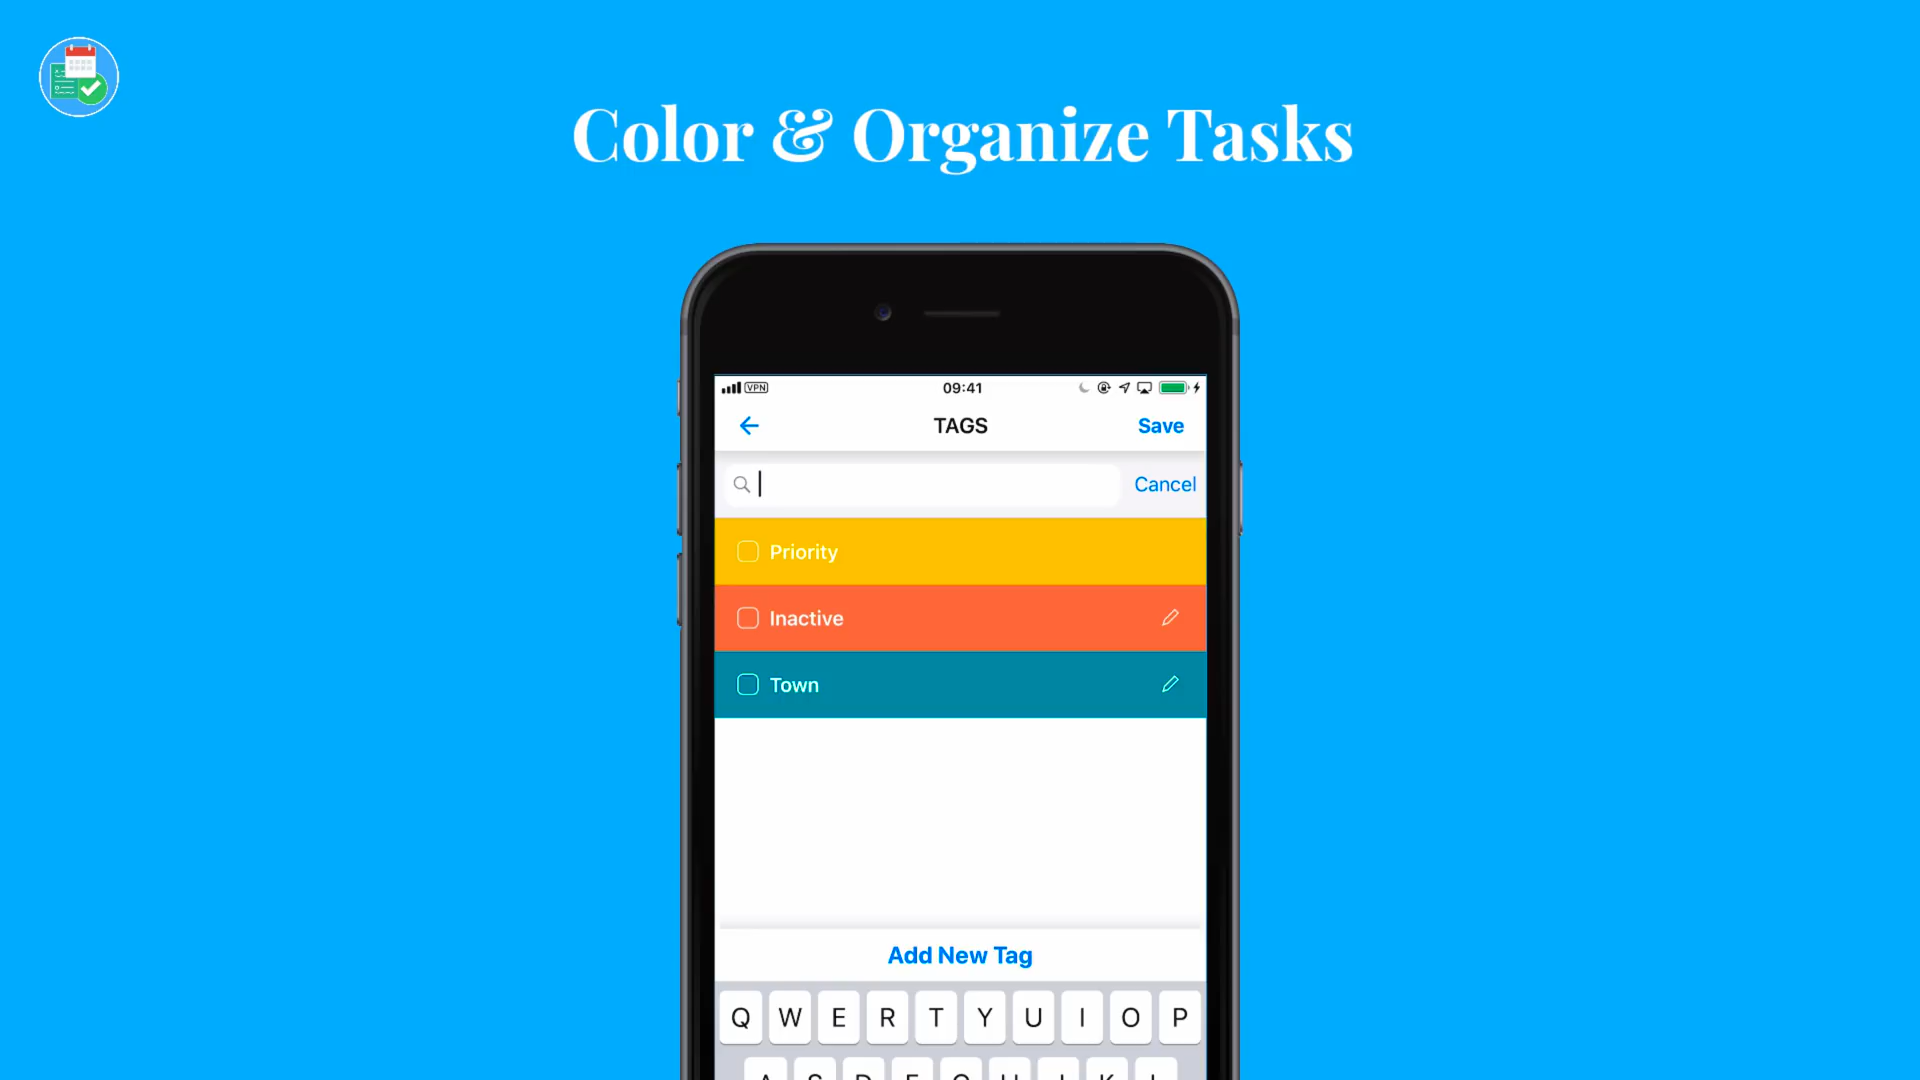 Color & Organize Tasks
VPN 09:41
TAGS Save
Cancel
Priority
Inactive
Town
Add New Tag
Q W E R T Y U I O P